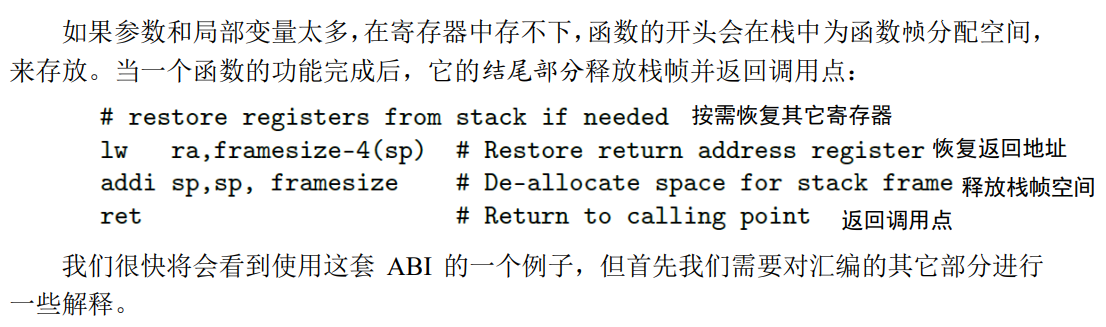 如果参数和局部变量太多，在寄存器中存不下，函数的开头会在栈中为函数帧分配空间，
来存放。当一个函数的功能完成后，它的结尾部分释放栈帧并返回调用点：
# restore registers from stack if needed 按需恢复其它寄存器
lw ra,framesize-4(sp) # Restore return address register 恢复返回地址
addi sp,sp, framesize # De-allocate space for stack frame 释放栈帧空间
ret # Return to calling point 返回调用点
我们很快将会看到使用这套 ABI 的一个例子，但首先我们需要对汇编的其它部分进行
一些解释。